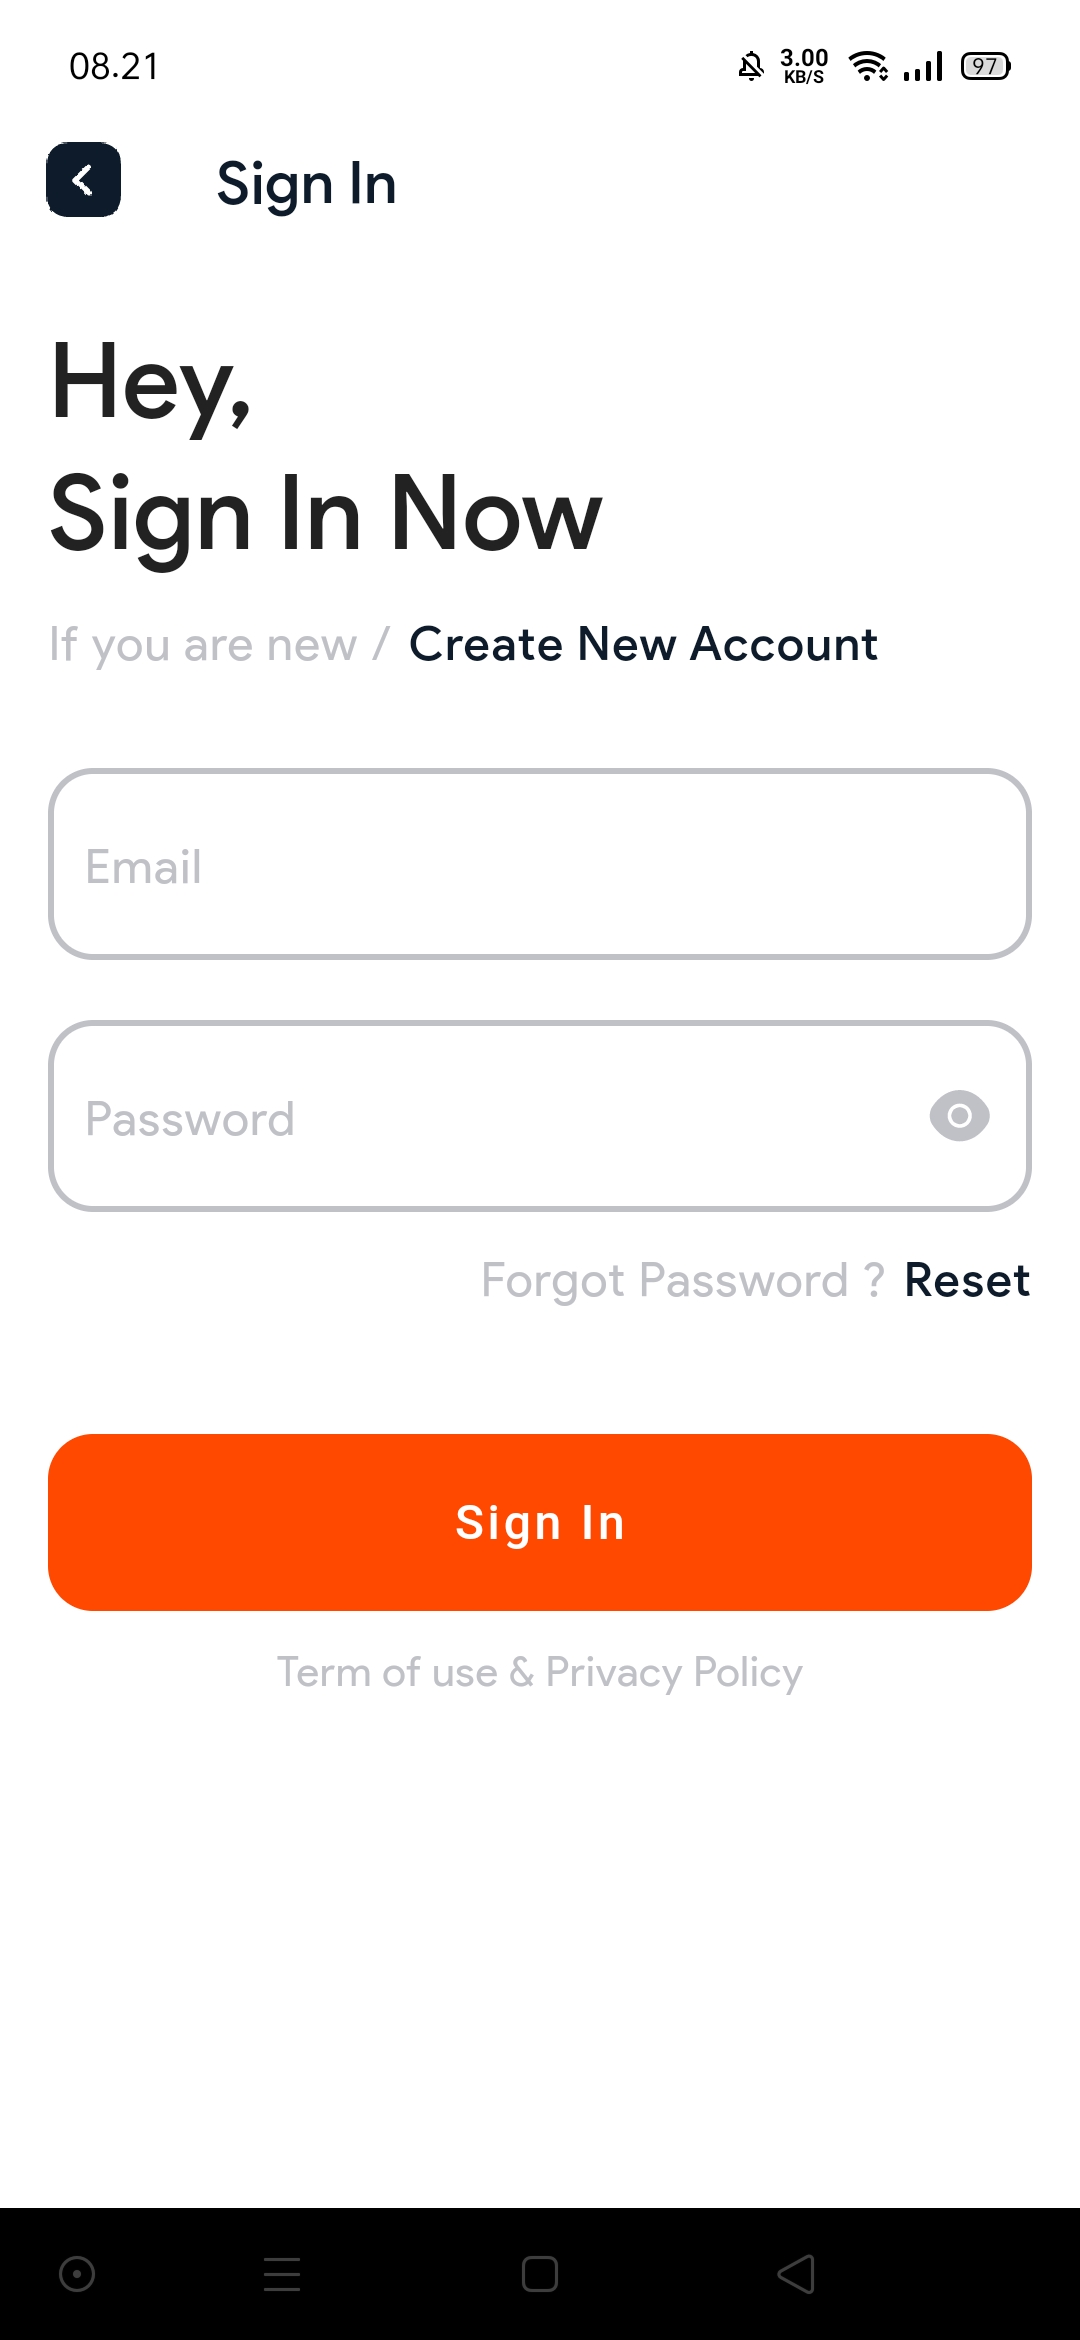 08.21
3.00
KB/S
97
Sign In
Hey,
Sign In Now
If you are new / Create New Account
Email
Password
Forgot Password ? Reset
Sign In
Term of use & Privacy Policy